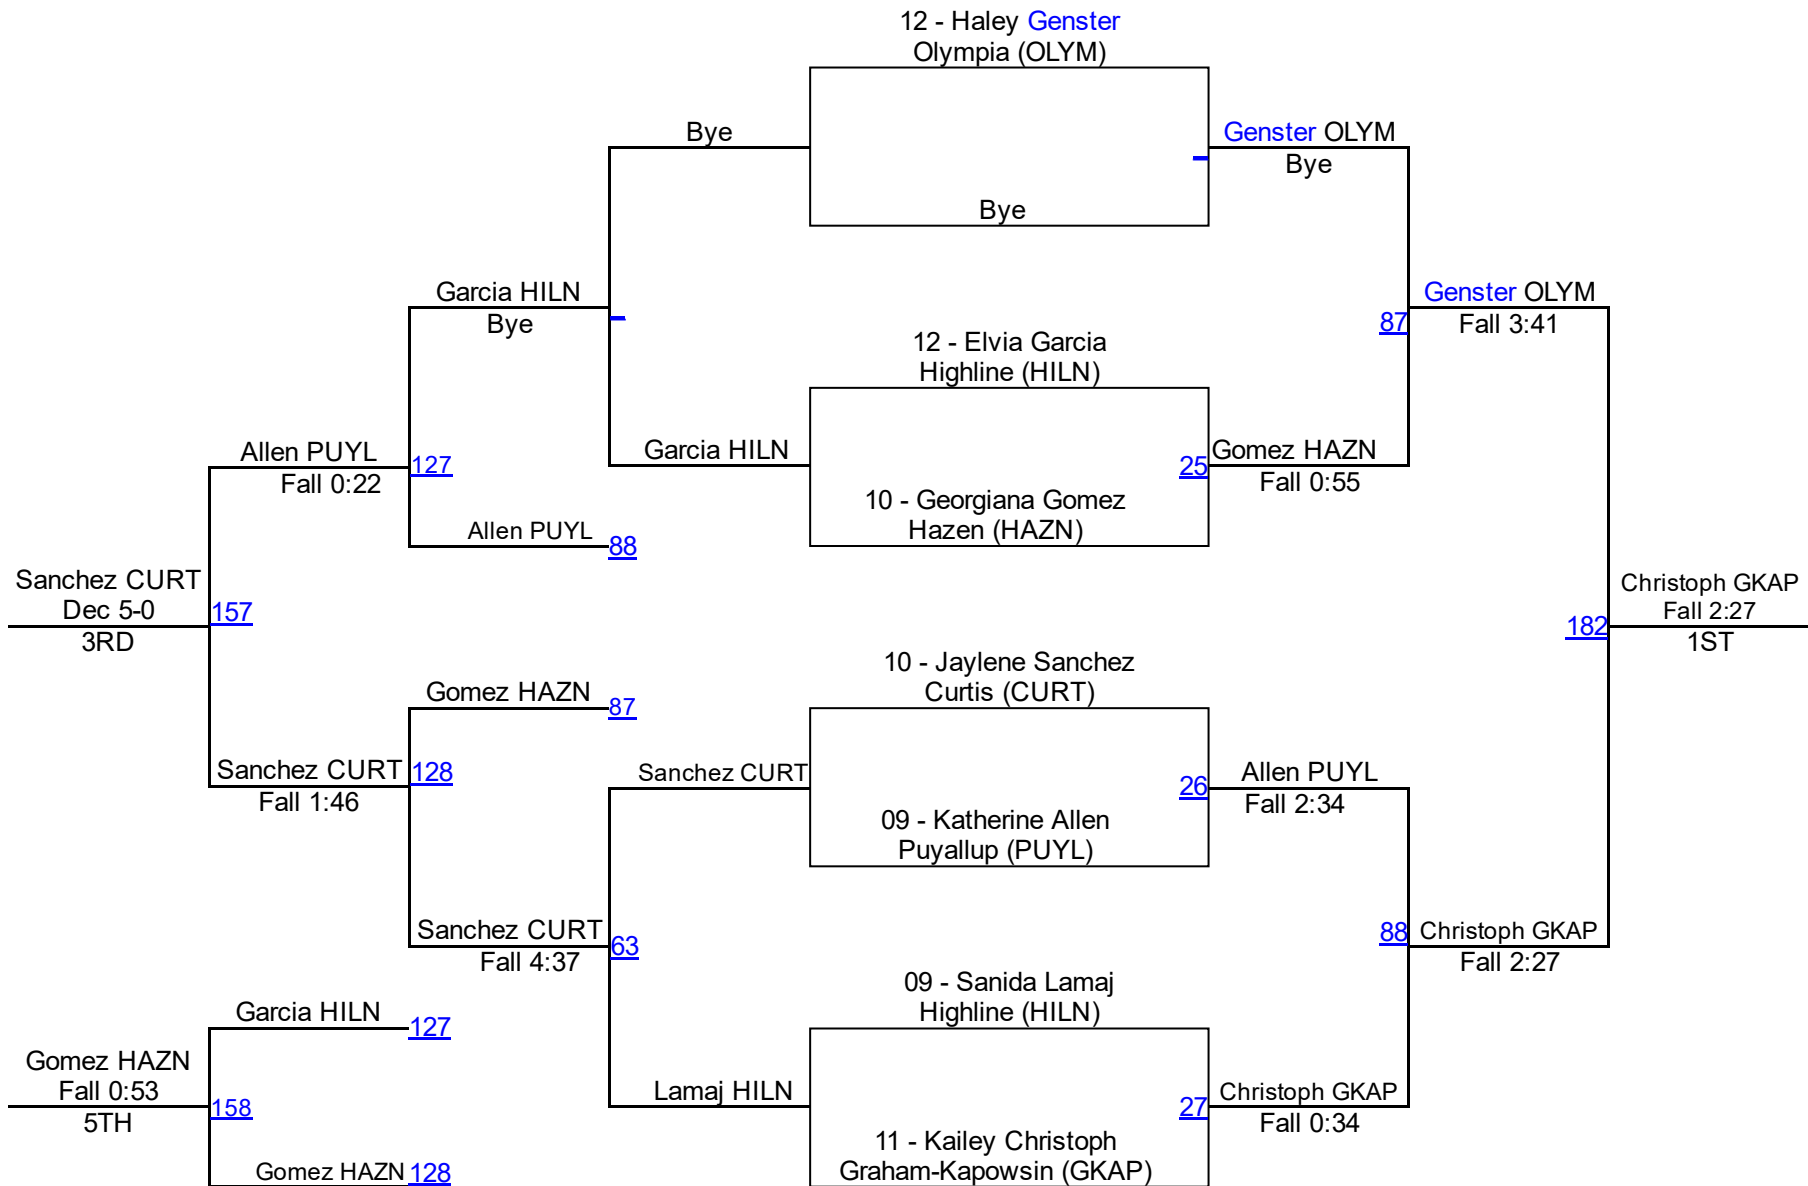 12 - Haley Genster
Olympia (OLYM)
Bye
Genster OLYM
Bye
Bye
Garcia HILN
Bye
Genster OLYM
87
Fall 3:41
12 - Elvia Garcia
Highline (HILN)
Allen PUYL
127
Fall 0:22
Garcia HILN
25
Gomez HAZN
Fall 0:55
10 - Georgiana Gomez
Hazen (HAZN)
Allen PUYL
88
Sanchez CURT
Dec 5-0
157
3RD
Christoph GKAP
Fall 2:27
182
1ST
10 - Jaylene Sanchez
Curtis (CURT)
Gomez HAZN
87
Sanchez CURT
128
Fall 1:46
Sanchez CURT
26
Allen PUYL
Fall 2:34
09 - Katherine Allen
Puyallup (PUYL)
Sanchez CURT
63
Fall 4:37
88
Christoph GKAP
Fall 2:27
09 - Sanida Lamaj
Highline (HILN)
Garcia HILN
127
Gomez HAZN
Fall 0:53
158
5TH
Lamaj HILN
27
Christoph GKAP
Fall 0:34
11 - Kailey Christoph
Graham-Kapowsin (GKAP)
Gomez HAZN
128